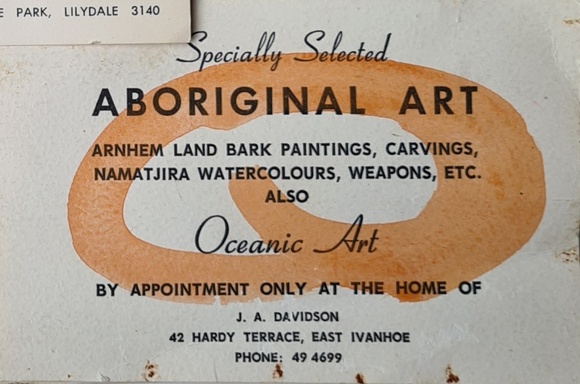 PARK, LILYDALE 3140
Specially Selected
ABORIGINAL ART
ARNHEM LAND BARK PAINTINGS, CARVINGS,
NAMATJIRA WATERCOLOURS, WEAPONS, ETC.
ALSO
Oceanic Art
BY APPOINTMENT ONLY AT THE HOME OF
J. A. DAVIDSON
42 HARDY TERRACE, EAST IVANHOE
PHONE: 49 4699